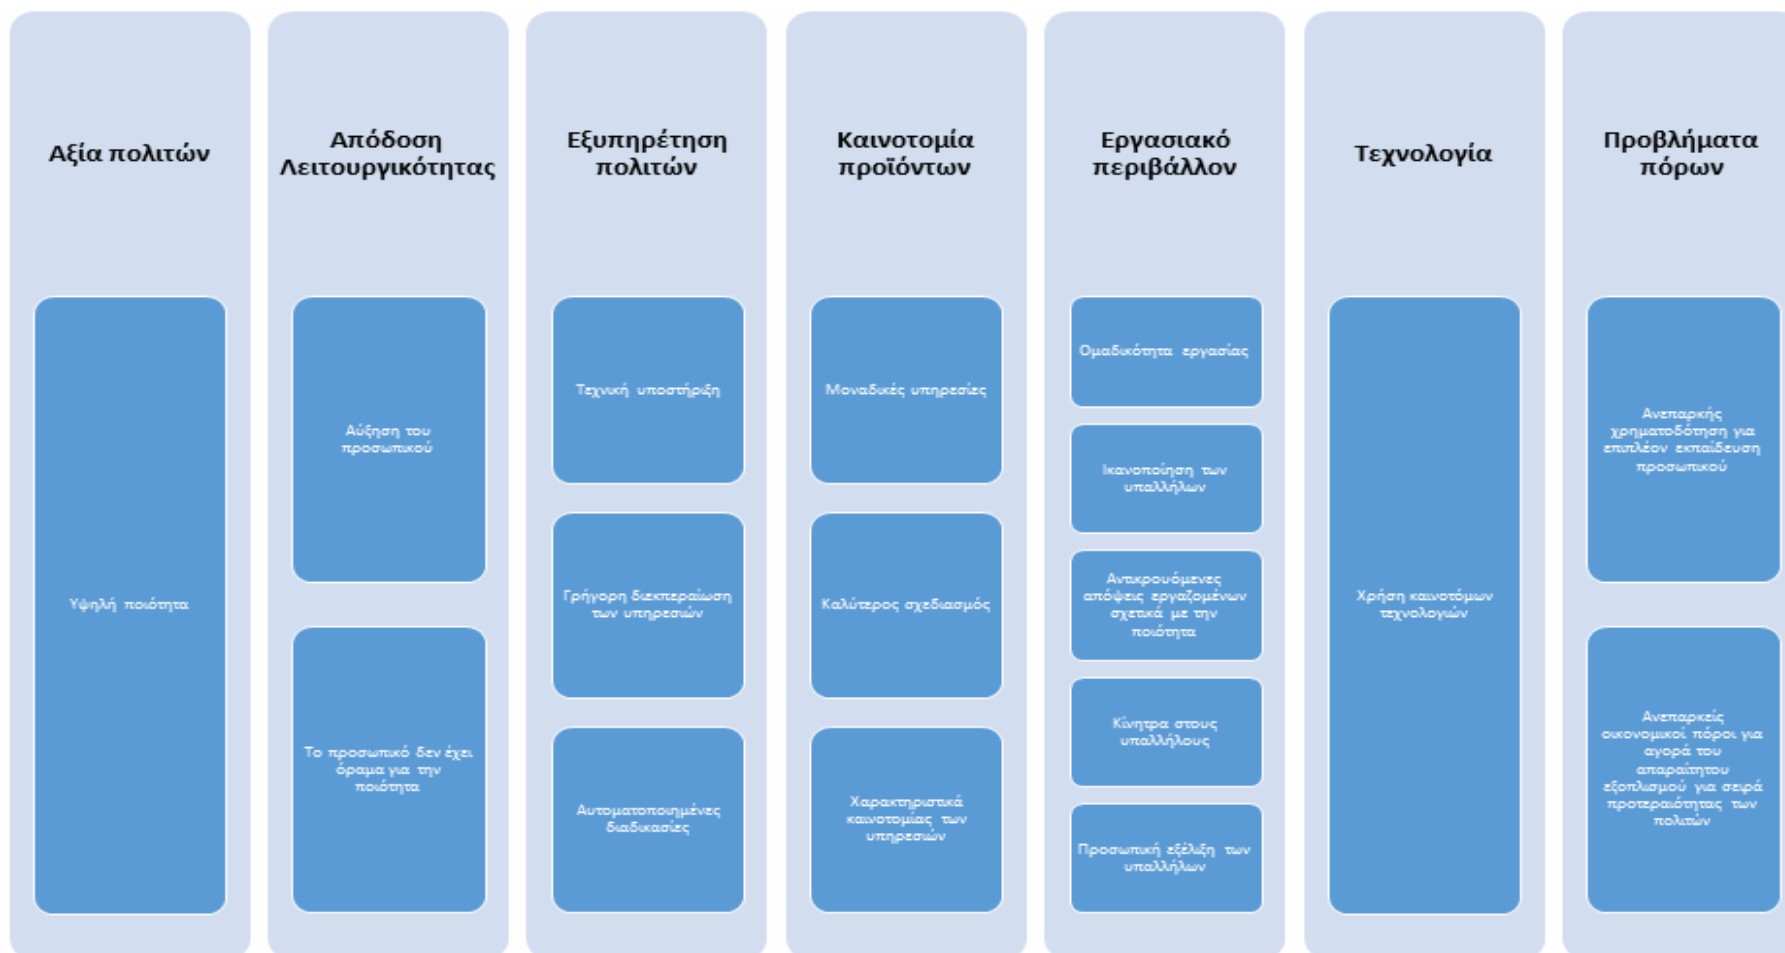 Αξία πολιτών
Υψηλή ποιότητα
Απόδοση
Λειτουργικότητας
Αύξηση του
προσωπικού
Το προσωπικό δεν έχει
όραμα για την
ποιότητα
Εξυπηρέτηση
πολιτών
Τεχνική υποστήριξη
Γρήγορη διεκπεραίωση
των υπηρεσιών
Αυτοματοποιημένες
διαδικασίες
Καινοτομία
προϊόντων
Μοναδικές υπηρεσίες
Καλύτερος σχεδιασμός
Χαρακτηριστικά
καινοτομίας των
υπηρεσιών
Εργασιακό
περιβάλλον
Ομαδικότητα εργασίας
Ικανοποίηση των
υπαλλήλων
Αντικρουόμενες
απόψεις εργαζομένων
σχετικά με την
ποιότητα
Κίνητρα στους
υπαλλήλους
Προσωπική εξέλιξη των
υπαλλήλων
Τεχνολογία
Χρήση καινοτόμων
τεχνολογιών
Προβλήματα
πόρων
Ανεπαρκής
χρηματοδότηση για
επιπλέον εκπαίδευση
προσωπικού
Ανεπαρκείς
οικονομικοί πόροι για
αγορά του
απαραίτητου
εξοπλισμού για σειρά
προτεραιότητας των
πολιτών